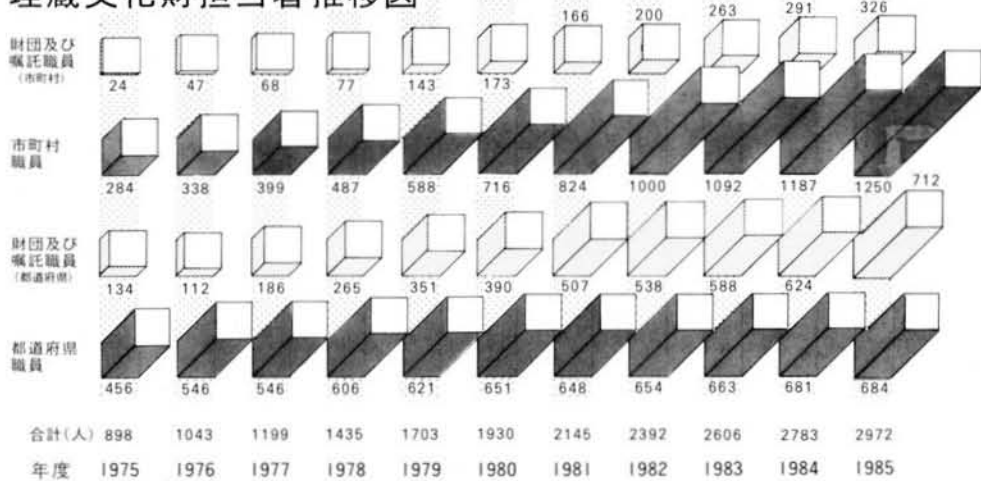 埋蔵文化財担当者推移図
166 200 263 291 326
財団及び
嘱託職員
(市町村)
24 47 68 77 143 173
市町村
職員
284 338 399 487 588 716 824 1000 1092 1187 1250
712
財団及び
嘱託職員
(都道府県)
134 112 186 265 351 390 507 538 588 624
都道府県
職員
456 546 546 606 621 651 648 654 663 681 684
合計(人) 898 1043 1199 1435 1703 1930 2145 2392 2606 2783 2972
年度 1975 1976 1977 1978 1979 1980 1981 1982 1983 1984 1985